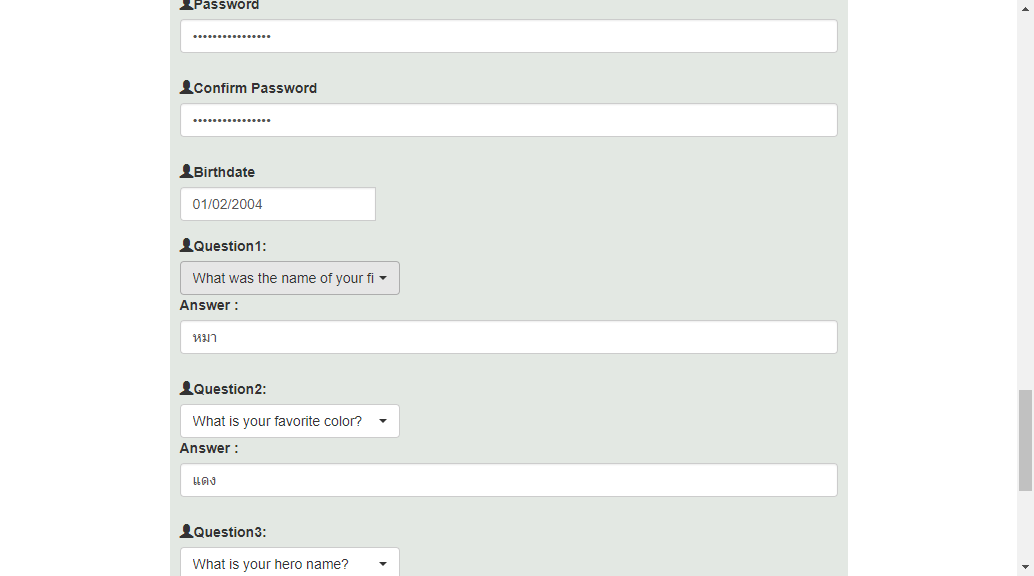 Password
••••••••••••••••
Confirm Password
••••••••••••••••
Birthdate
01/02/2004
Question1:
What was the name of your fi
Answer :
หมา
Question2:
What is your favorite color?
Answer :
แดง
Question3:
What is your hero name?